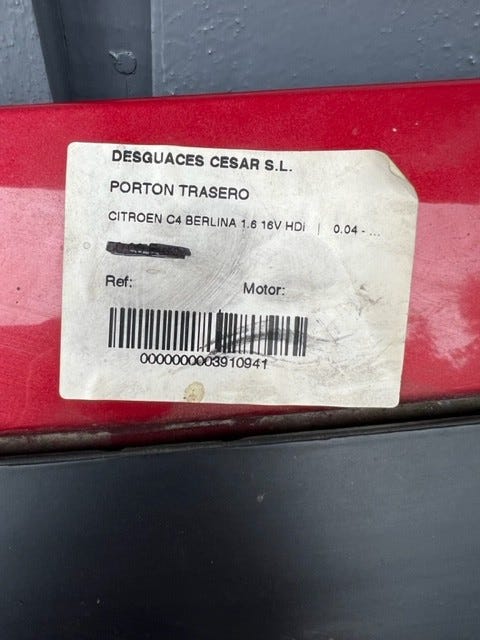 DESGUACES CESAR S.L.
PORTON TRASERO
CITROEN C4 BERLINA 1.6 16V HDi | 0.04 - ...
Ref: Motor:
0000000003910941